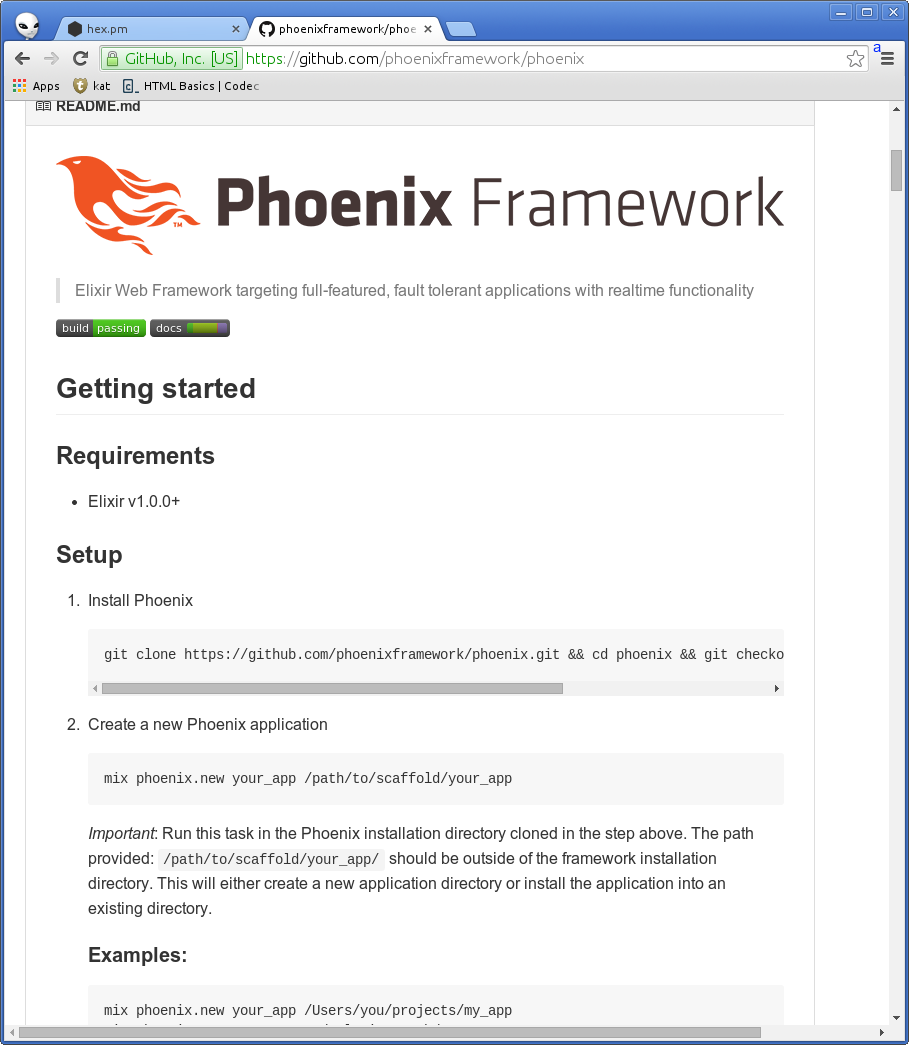 hex.pm
phoenixframework/phoe
a
GitHub, Inc. [US] https://github.com/phoenixframework/phoenix
Apps kat HTML Basics | Codec
README.md
Phoenix Framework
TM
Elixir Web Framework targeting full-featured, fault tolerant applications with realtime functionality
build passing docs
Getting started
Requirements
• Elixir v1.0.0+
Setup
1. Install Phoenix
git clone https://github.com/phoenixframework/phoenix.git && cd phoenix && git checko
2. Create a new Phoenix application
mix phoenix.new your_app /path/to/scaffold/your_app
Important: Run this task in the Phoenix installation directory cloned in the step above. The path
provided: /path/to/scaffold/your_app/ should be outside of the framework installation
directory. This will either create a new application directory or install the application into an
existing directory.
Examples:
mix phoenix.new your_app /Users/you/projects/my_app